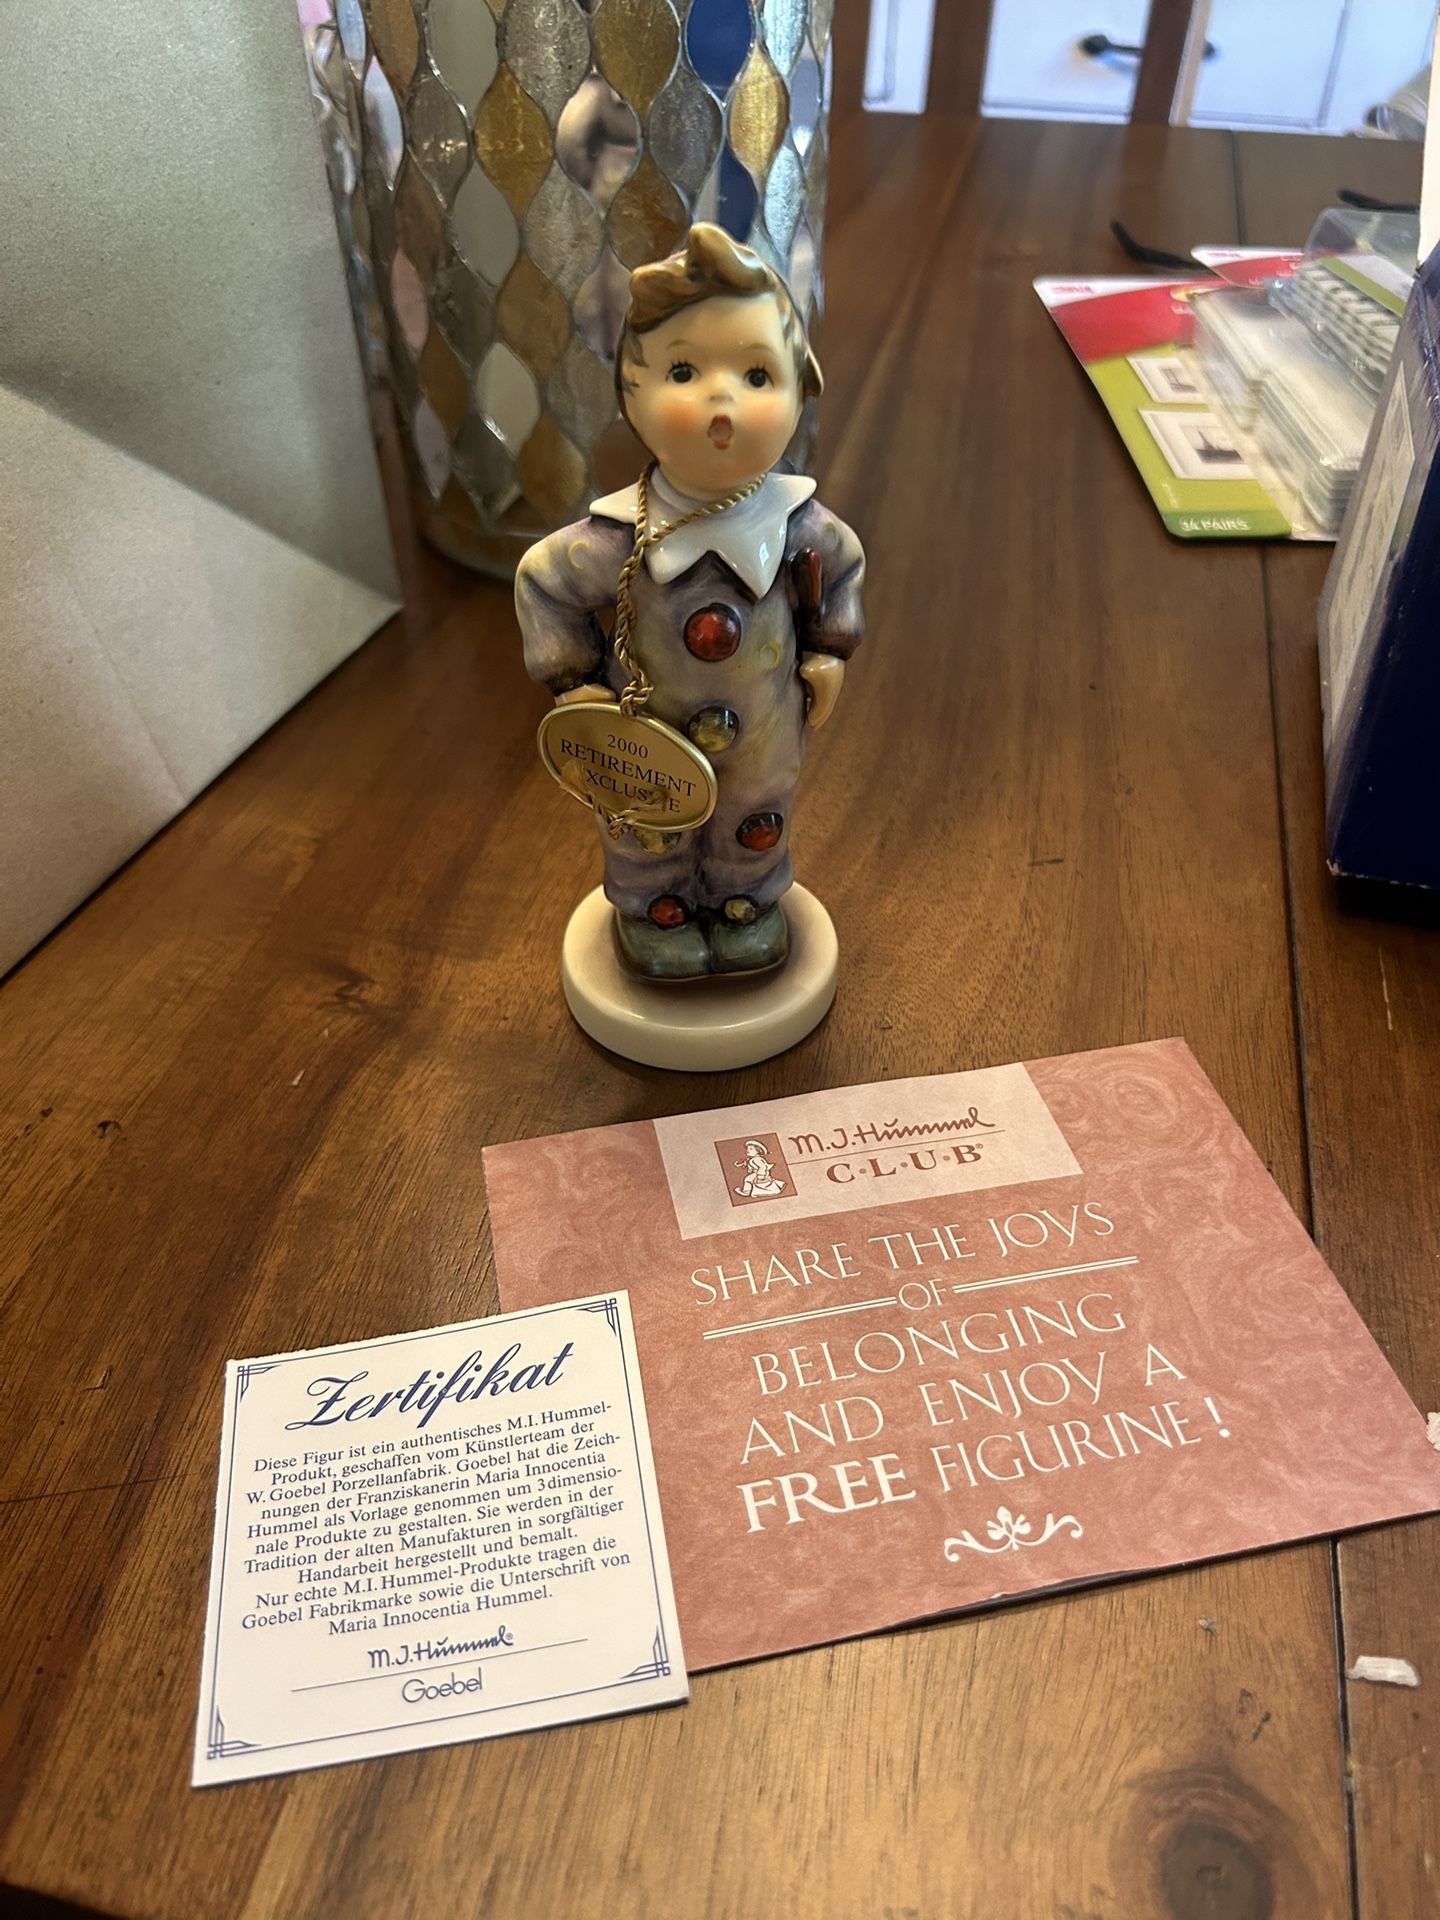 2000
RETIREMENT
34 PAIRS
M.J.Hummel
C·L·U·B®
SHARE THE JOYS
OF
BELONGING
AND ENJOY A
FREE FIGURINE!
Zertifikat
Diese Figur ist ein authentisches M.I.Hummel-
Produkt, geschaffen vom Künstlerteam der
W. Goebel Porzellanfabrik. Goebel hat die Zeich-
nungen der Franziskanerin Maria Innocentia
Hummel als Vorlage genommen um 3dimensio-
nale Produkte zu gestalten. Sie werden in der
Tradition der alten Manufakturen in sorgfältiger
Handarbeit hergestellt und bemalt.
Nur echte M.I.Hummel-Produkte tragen die
Goebel Fabrikmarke sowie die Unterschrift von
Maria Innocentia Hummel.
M.J.Hummel®
Goebel